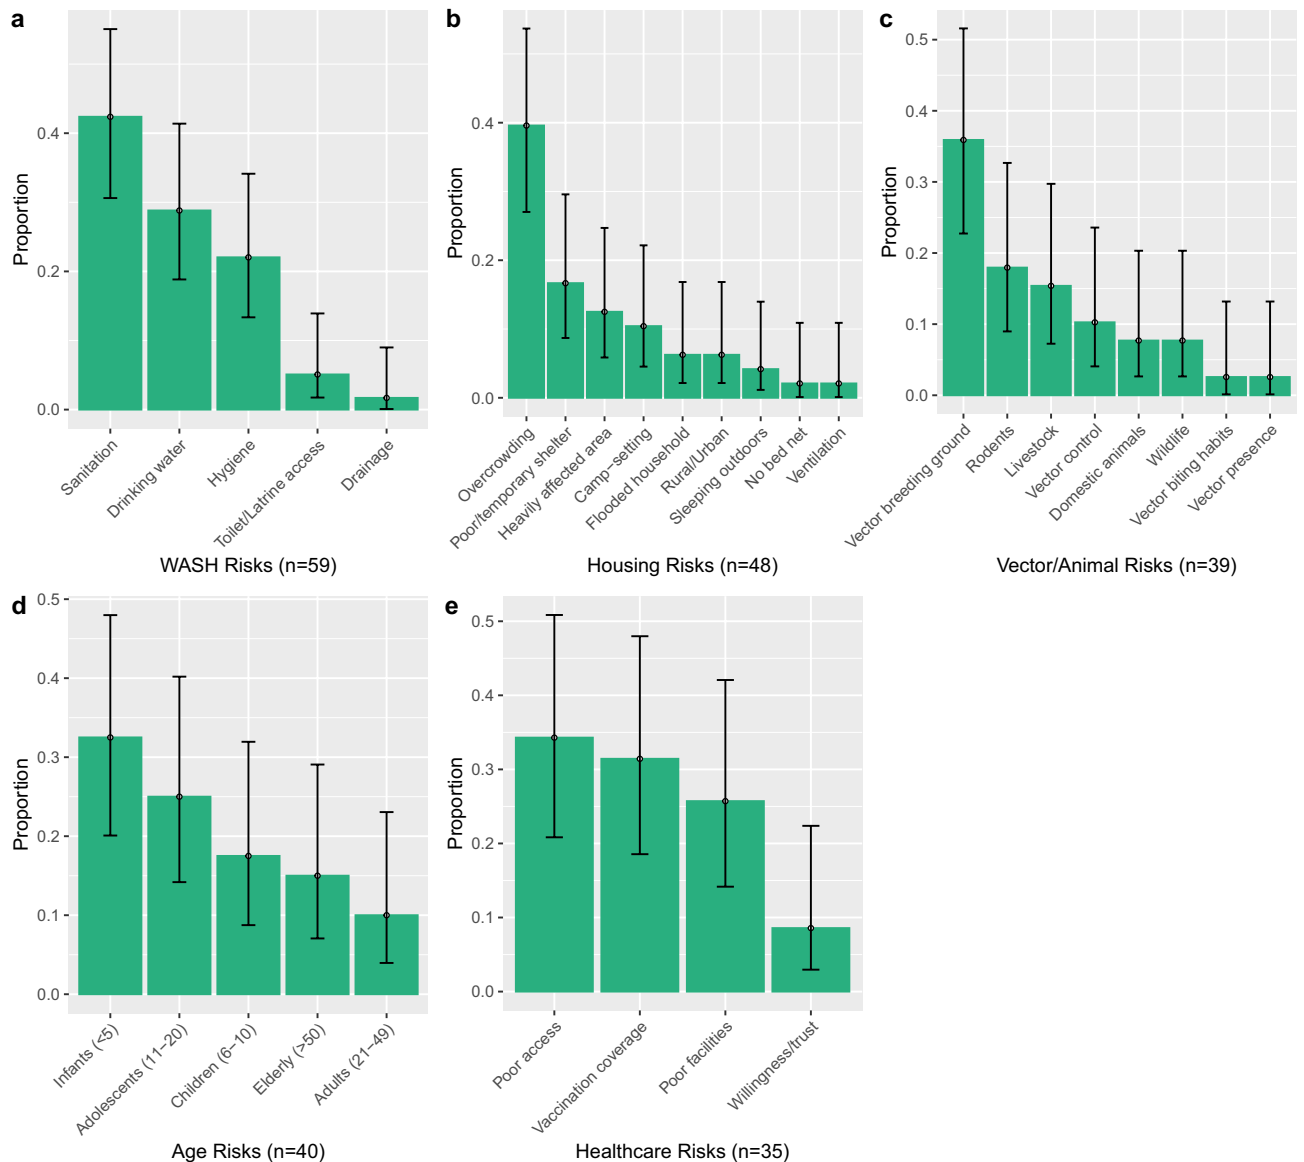 a
0.4
0.2
0.0
Proportion
Sanitation
Drinking water
Hygiene
Toilet/Latrine access
Drainage
WASH Risks (n=59)
b
0.4
0.2
0.0
Proportion
Overcrowding
Poor/temporary shelter
Heavily affected area
Camp−setting
Flooded household
Rural/Urban
Sleeping outdoors
No bed net
Ventilation
Housing Risks (n=48)
c
0.5
0.4
0.3
0.2
0.1
0.0
Proportion
Vector breeding ground
Rodents
Livestock
Vector control
Domestic animals
Wildlife
Vector biting habits
Vector presence
Vector/Animal Risks (n=39)
d
0.5
0.4
0.3
0.2
0.1
0.0
Proportion
Infants (<5)
Adolescents (11−20)
Children (6−10)
Elderly (>50)
Adults (21−49)
Age Risks (n=40)
e
0.5
0.4
0.3
0.2
0.1
0.0
Proportion
Poor access
Vaccination coverage
Poor facilities
Willingness/trust
Healthcare Risks (n=35)